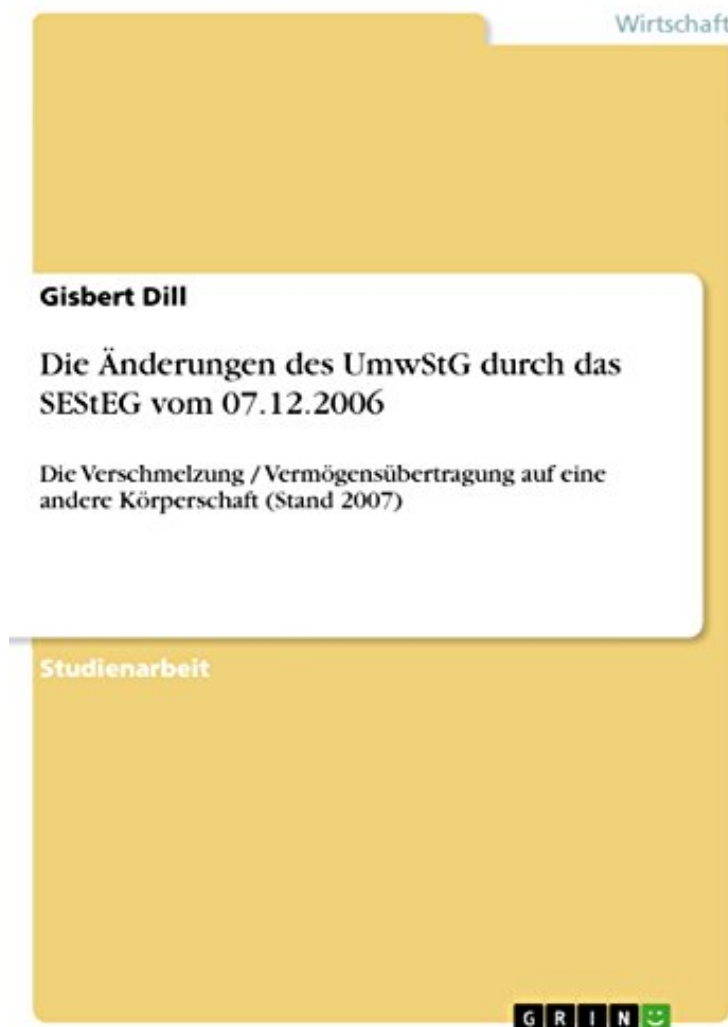 Wirtschaft
Gisbert Dill
Die Änderungen des UmwStG durch das
SEStEG vom 07.12.2006
Die Verschmelzung / Vermögensübertragung auf eine
andere Körperschaft (Stand 2007)
Studienarbeit
GRIN